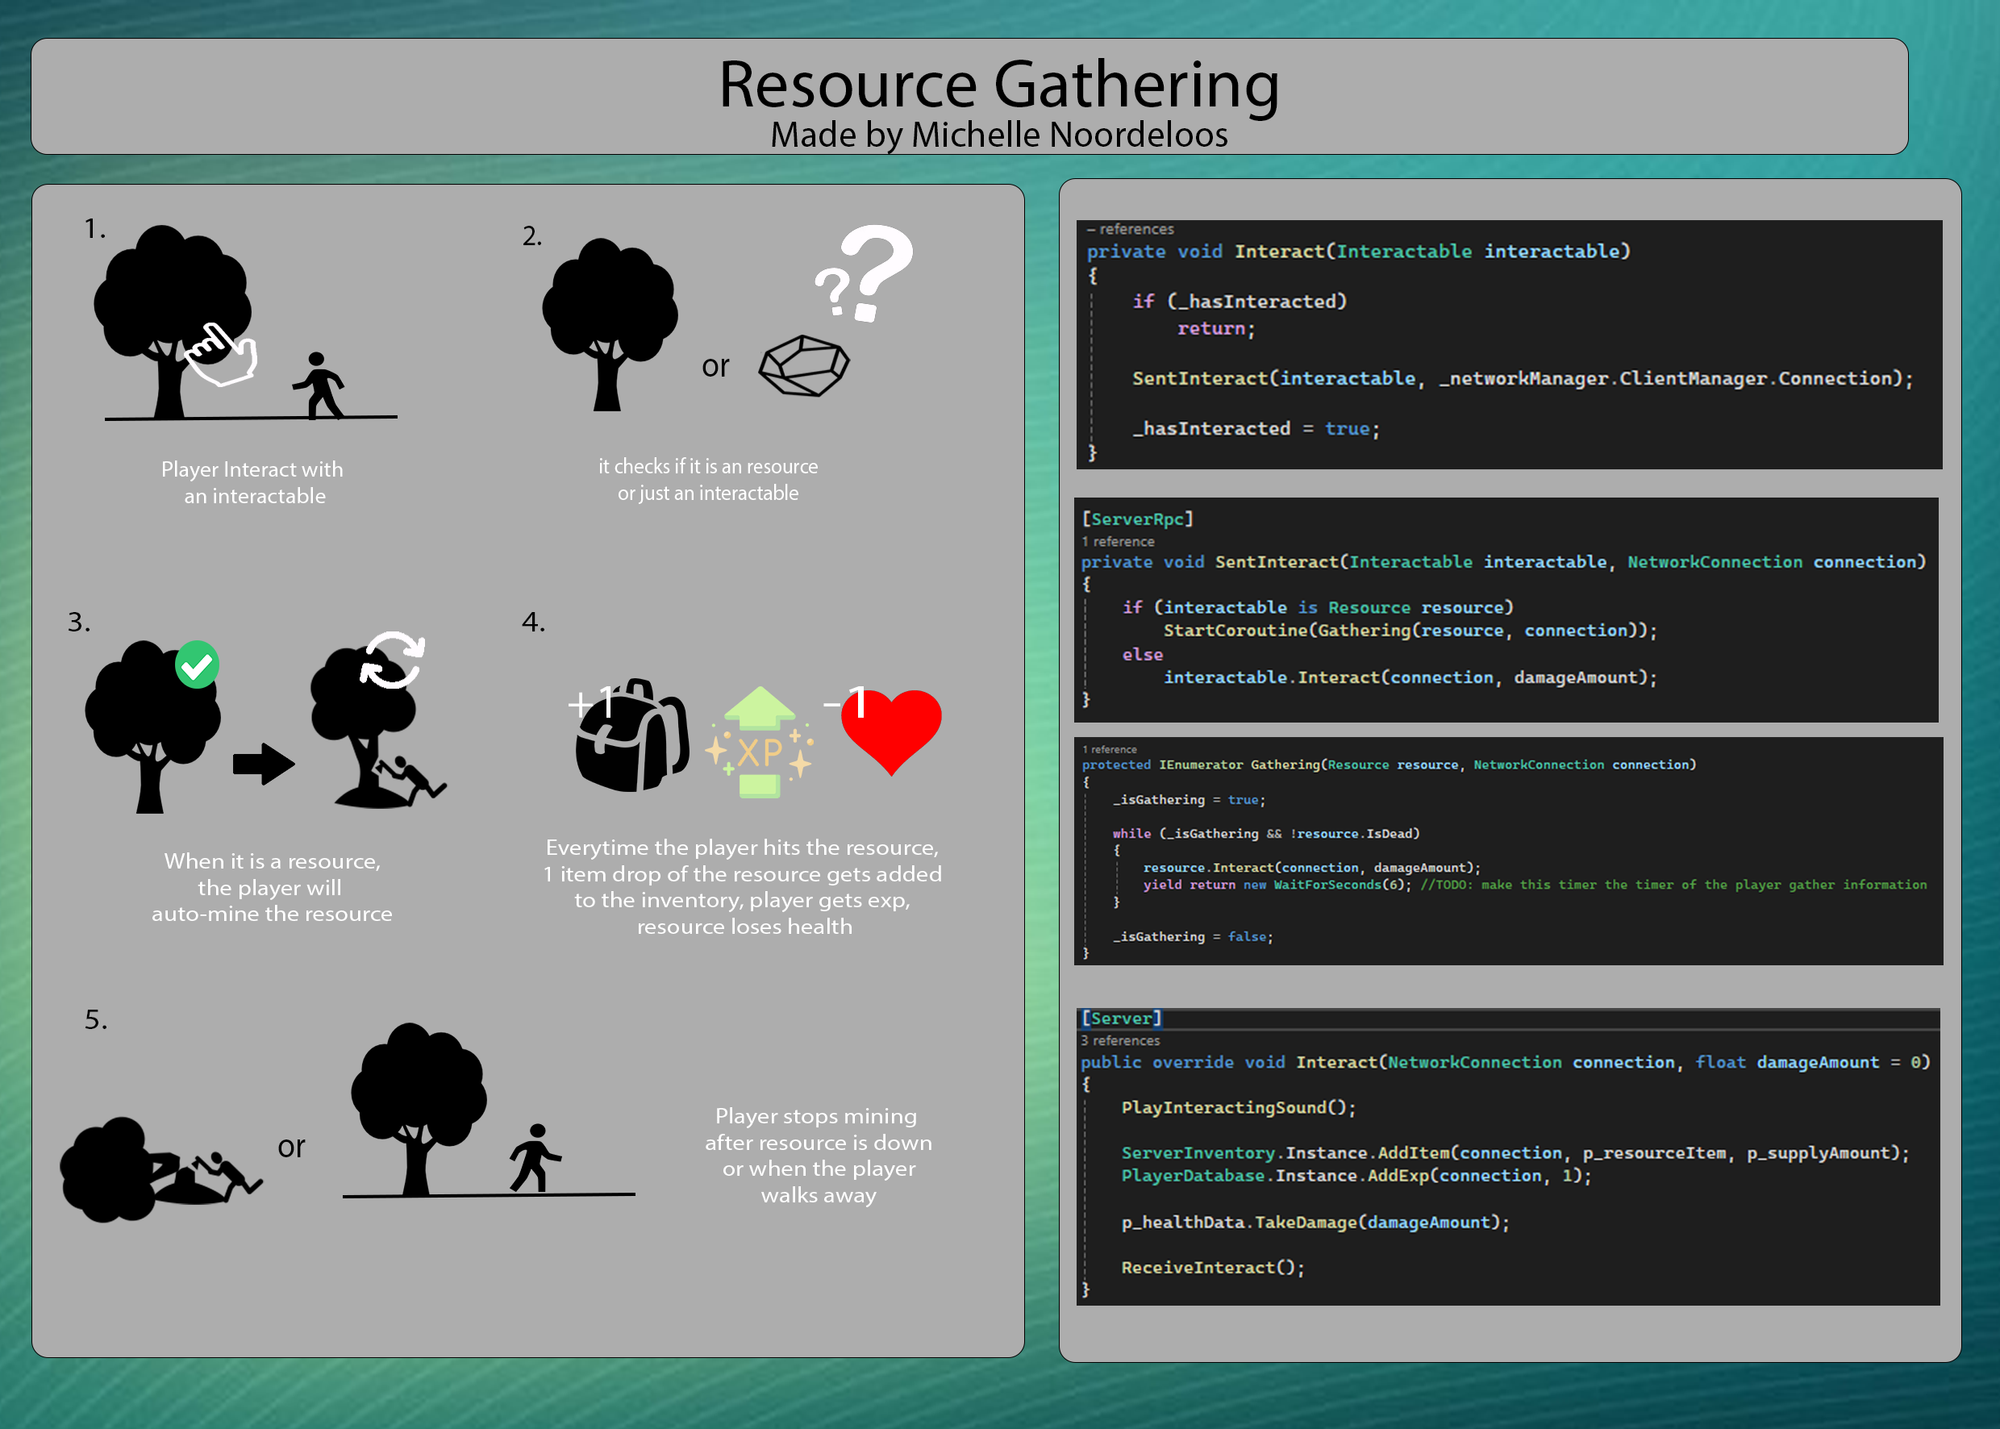 Resource Gathering
Made by Michelle Noordeloos
1.
Player Interact with
an interactable
2.
or
??
it checks if it is an resource
or just an interactable
3.
When it is a resource,
the player will
auto-mine the resource
4.
+1
XP
-1
Everytime the player hits the resource,
1 item drop of the resource gets added
to the inventory, player gets exp,
resource loses health
5.
or
Player stops mining
after resource is down
or when the player
walks away
– references
private void Interact(Interactable interactable)
{
if (_hasInteracted)
return;
SentInteract(interactable, _networkManager.ClientManager.Connection);
_hasInteracted = true;
}
[ServerRpc]
1 reference
private void SentInteract(Interactable interactable, NetworkConnection connection)
{
if (interactable is Resource resource)
StartCoroutine(Gathering(resource, connection));
else
interactable.Interact(connection, damageAmount);
}
1 reference
protected IEnumerator Gathering(Resource resource, NetworkConnection connection)
{
_isGathering = true;
while (_isGathering && !resource.IsDead)
{
resource.Interact(connection, damageAmount);
yield return new WaitForSeconds(6); //TODO: make this timer the timer of the player gather information
}
_isGathering = false;
}
[Server]
3 references
public override void Interact(NetworkConnection connection, float damageAmount = 0)
{
PlayInteractingSound();
ServerInventory.Instance.AddItem(connection, p_resourceItem, p_supplyAmount);
PlayerDatabase.Instance.AddExp(connection, 1);
p_healthData.TakeDamage(damageAmount);
ReceiveInteract();
}